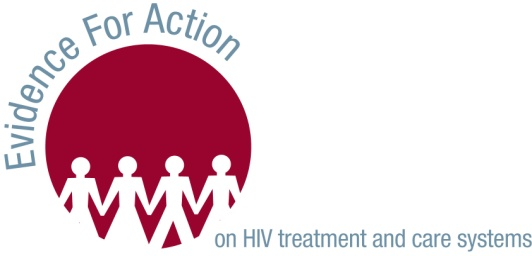 Evidence For Action
on HIV treatment and care systems